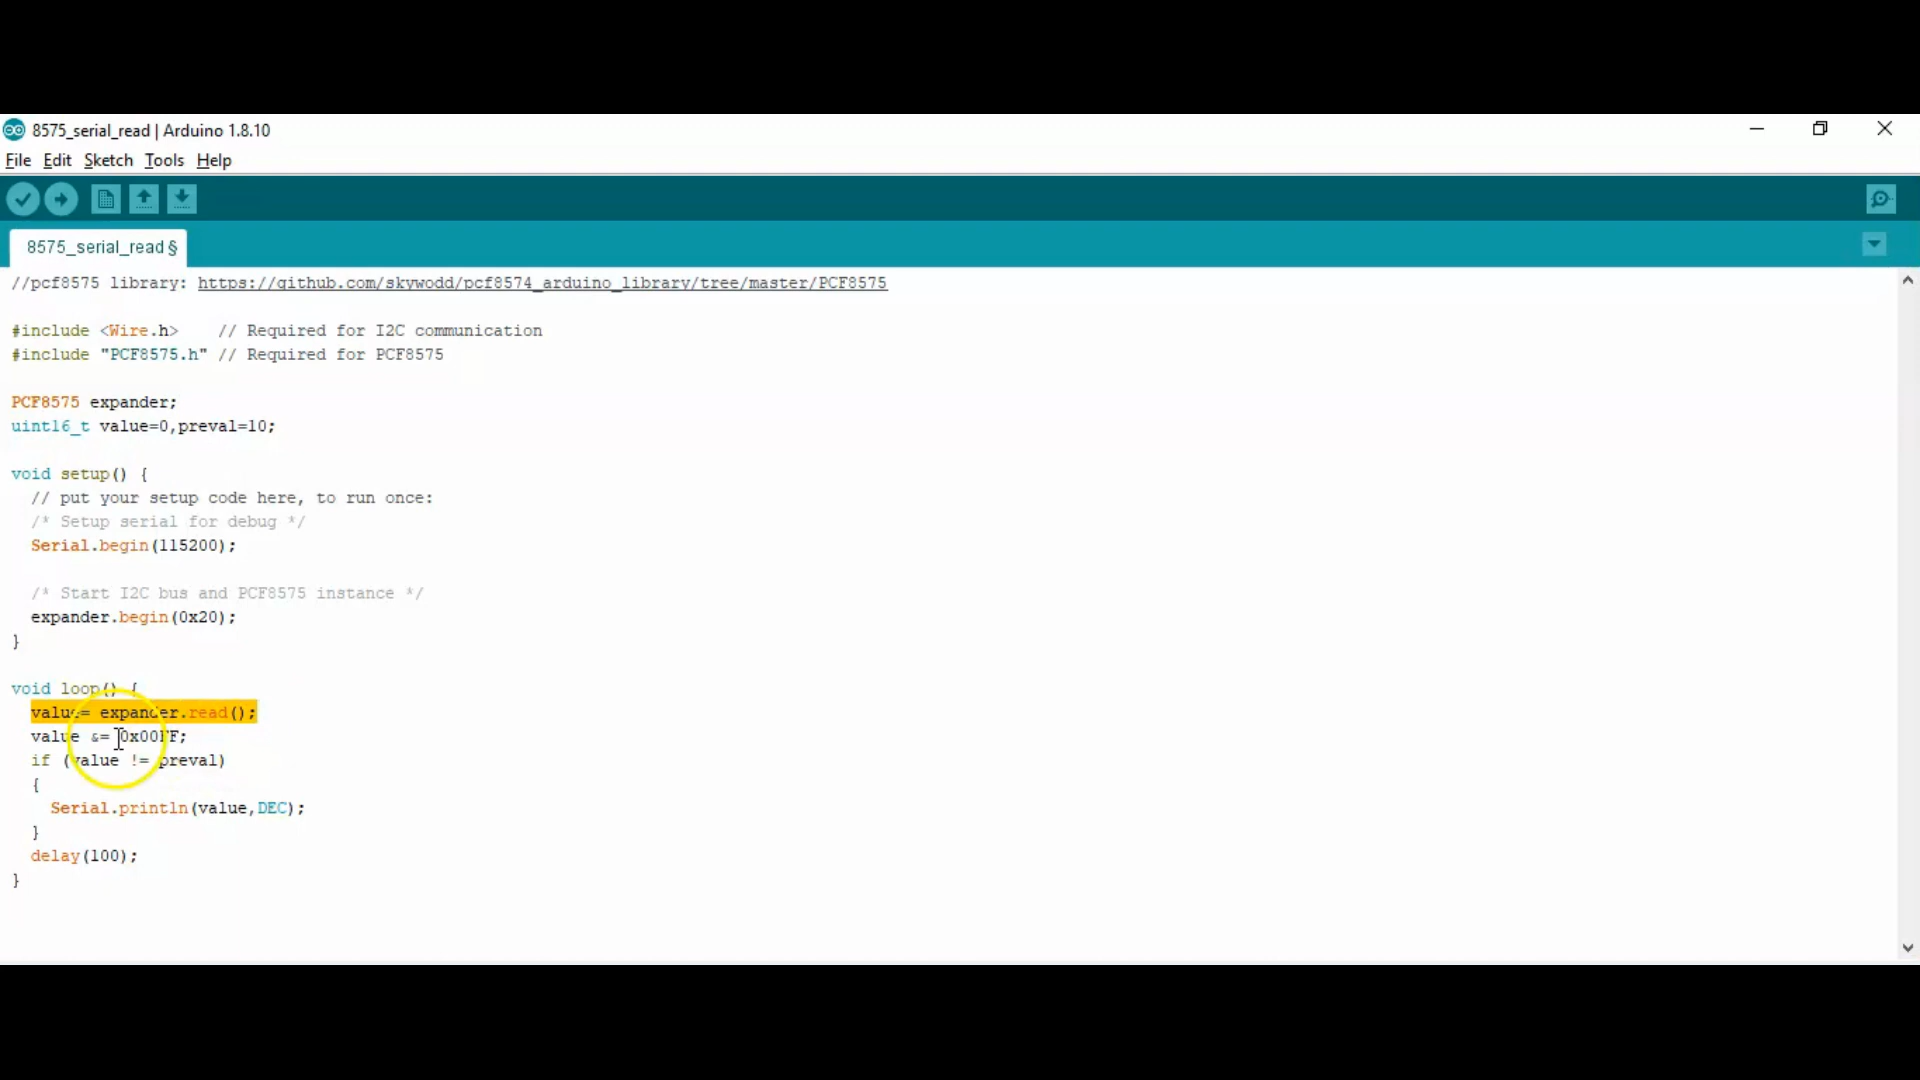 8575_serial_read | Arduino 1.8.10
File Edit Sketch Tools Help
8575_serial_read §
//pcf8575 library: https://github.com/skywodd/pcf8574_arduino_library/tree/master/PCF8575
#include <Wire.h>    // Required for I2C communication
#include "PCF8575.h" // Required for PCF8575
PCF8575 expander;
uint16_t value=0,preval=10;
void setup() {
  // put your setup code here, to run once:
  /* Setup serial for debug */
  Serial.begin(115200);
  /* Start I2C bus and PCF8575 instance */
  expander.begin(0x20);
}
void loop() {
  value= expander.read();
  value &= 0x00FF;
  if (value != preval)
  {
    Serial.println(value,DEC);
  }
  delay(100);
}